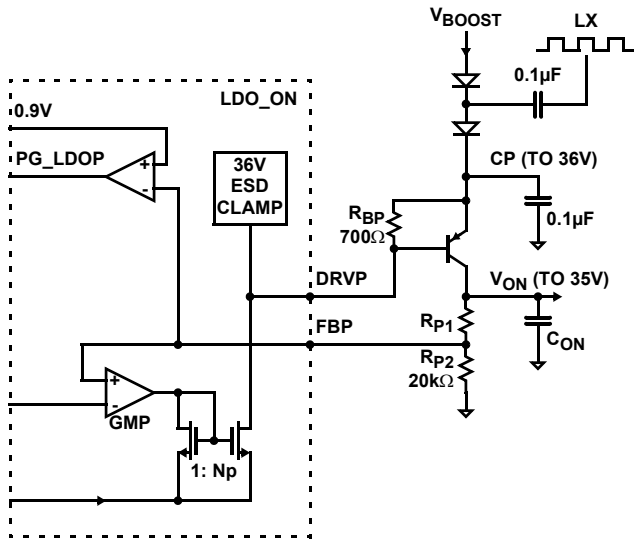 V_BOOST
LX
0.1µF
LDO_ON
0.9V
PG_LDOP
+
-
36V
ESD
CLAMP
CP (TO 36V)
R_BP
700Ω
0.1µF
DRVP
V_ON (TO 35V)
FBP
R_P1
C_ON
R_P2
20kΩ
+
-
GMP
1: Np